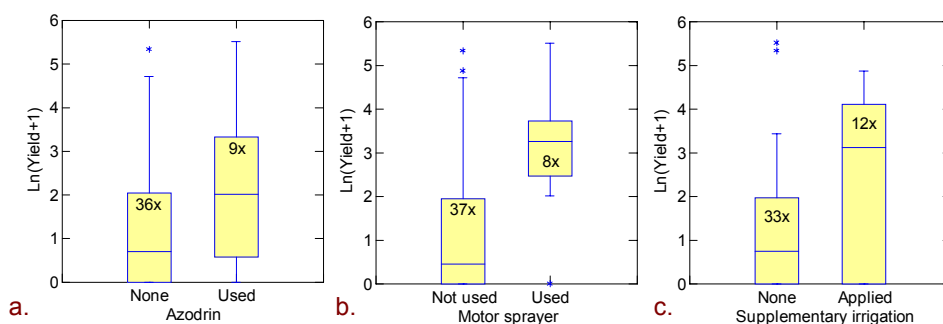 6
5
4
3
2
1
0
Ln(Yield+1)
36x
9x
None
Used
Azodrin
a.
6
5
4
3
2
1
0
Ln(Yield+1)
37x
8x
Not used
Used
Motor sprayer
b.
6
5
4
3
2
1
0
Ln(Yield+1)
33x
12x
None
Applied
Supplementary irrigation
c.